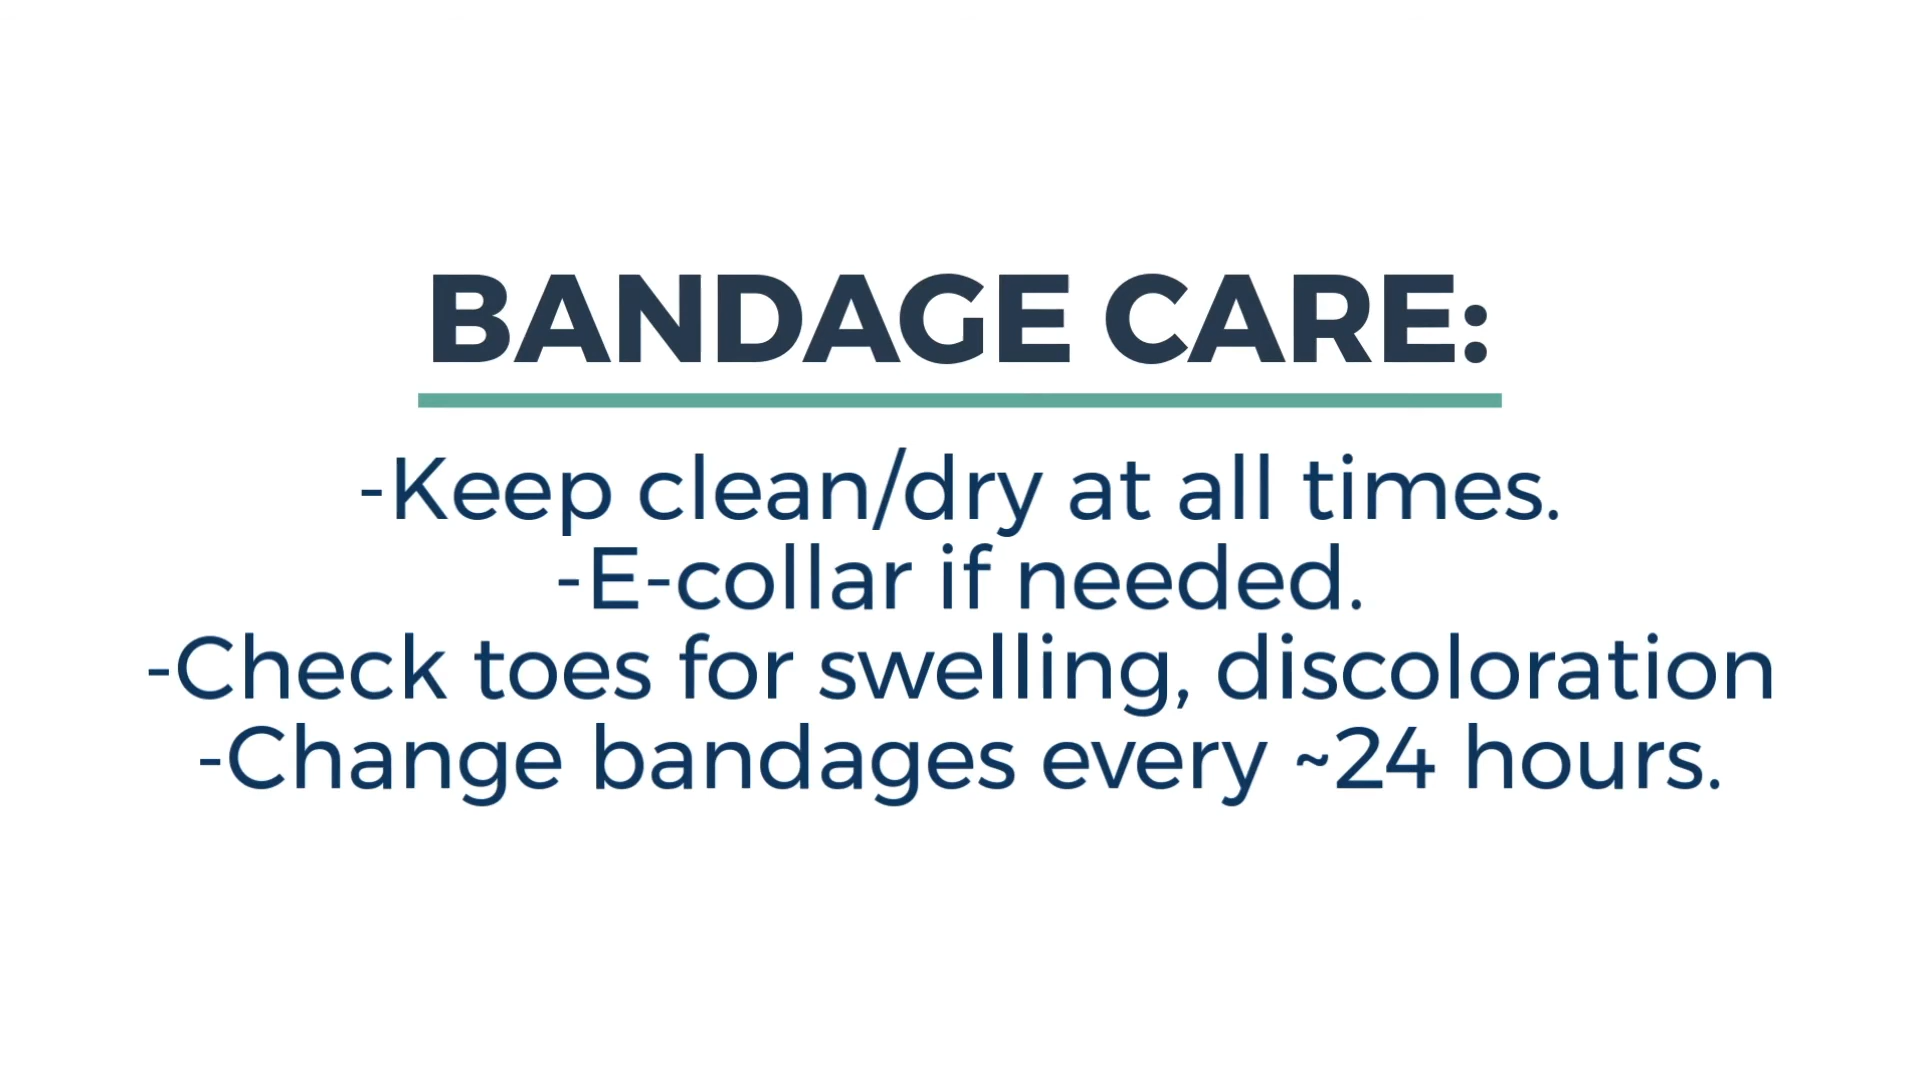 BANDAGE CARE:
-Keep clean/dry at all times.
-E-collar if needed.
-Check toes for swelling, discoloration
-Change bandages every ~24 hours.